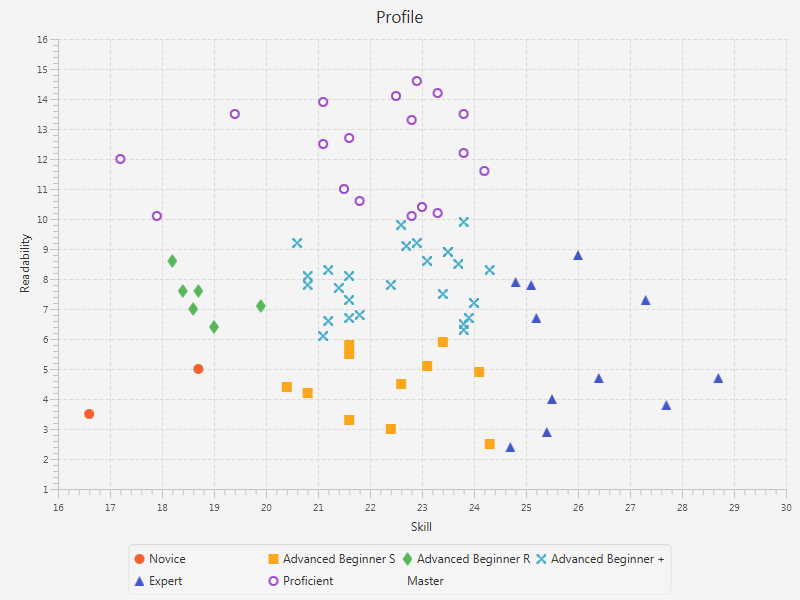 Profile
16
15
14
13
12
11
10
9
8
7
6
5
4
3
2
1
Readability
16 17 18 19 20 21 22 23 24 25 26 27 28 29 30
Skill
Novice Advanced Beginner S Advanced Beginner R Advanced Beginner +
Expert Proficient Master